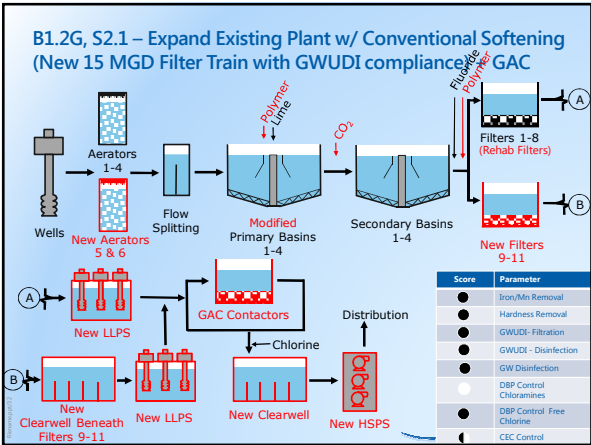 B1.2G, S2.1 – Expand Existing Plant w/ Conventional Softening
(New 15 MGD Filter Train with GWUDI compliance) + GAC
Polymer
Lime
CO2
Fluoride
Polymer
A
Filters 1-8
(Rehab Filters)
Aerators
1-4
Wells
New Aerators
5 & 6
Flow
Splitting
Modified
Primary Basins
1-4
Secondary Basins
1-4
B
New Filters
9-11
A
New LLPS
GAC Contactors
Chlorine
Distribution
B
New
Clearwell Beneath
Filters 9-11
New LLPS
New Clearwell
New HSPS
Score Parameter
Iron/Mn Removal
Hardness Removal
GWUDI- Filtration
GWUDI - Disinfection
GW Disinfection
DBP Control
Chloramines
DBP Control Free
Chlorine
CEC Control